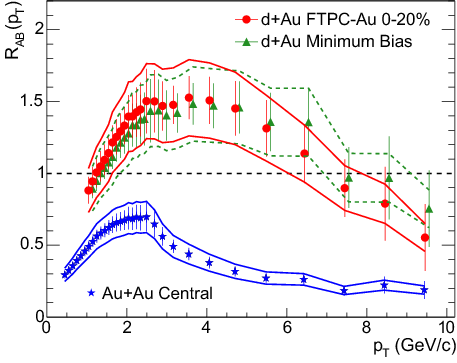 R_AB(p_T)
d+Au FTPC-Au 0-20%
d+Au Minimum Bias
2
1.5
1
0.5
0
Au+Au Central
0 2 4 6 8 10
p_T (GeV/c)